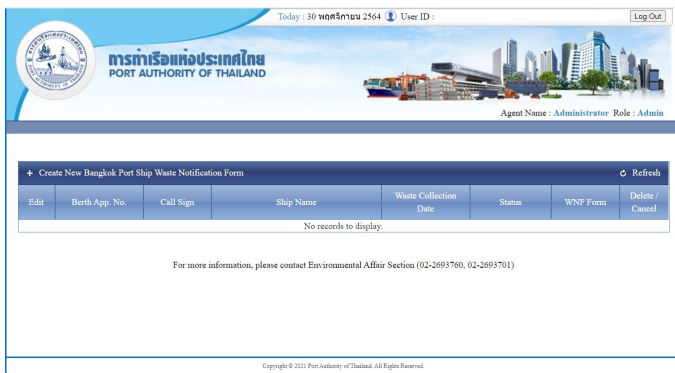 Today : 30 พฤศจิกายน 2564 User ID :
Log Out
การท่าเรือแห่งประเทศไทย
PORT AUTHORITY OF THAILAND
Agent Name : Administrator Role : Admin
+ Create New Bangkok Port Ship Waste Notification Form
Refresh
Edit
Berth App. No.
Call Sign
Ship Name
Waste Collection
Date
Status
WNF Form
Delete /
Cancel
No records to display.
For more information, please contact Environmental Affair Section (02-2693760, 02-2693701)
Copyright © 2021 Port Authority of Thailand. All Rights Reserved.